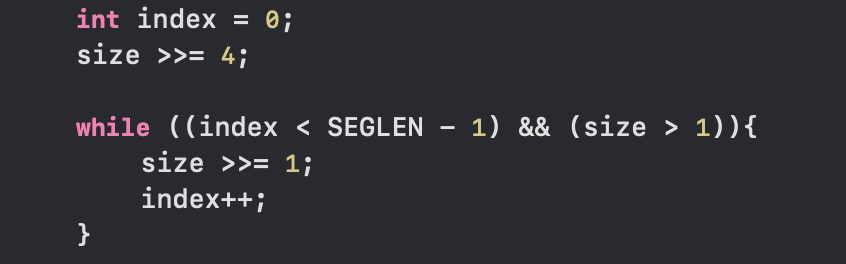 int index = 0;
size >>= 4;
while ((index < SEGLEN - 1) && (size > 1)){
size >>= 1;
index++;
}